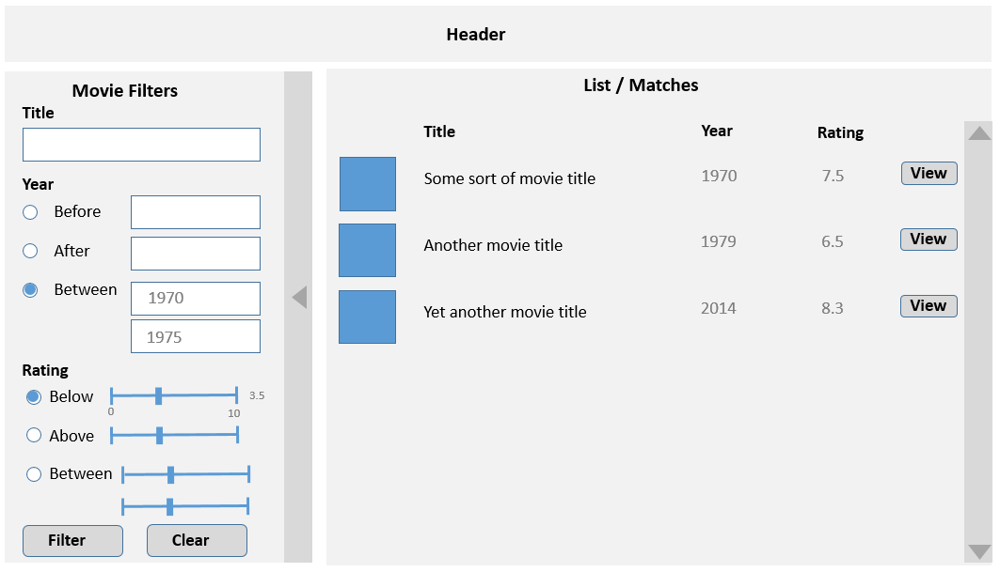 Header
Movie Filters
Title
Year
Before
After
Between 1970
1975
Rating
Below 3.5
0 10
Above
Between
Filter Clear
List / Matches
Title Year Rating
Some sort of movie title 1970 7.5 View
Another movie title 1979 6.5 View
Yet another movie title 2014 8.3 View